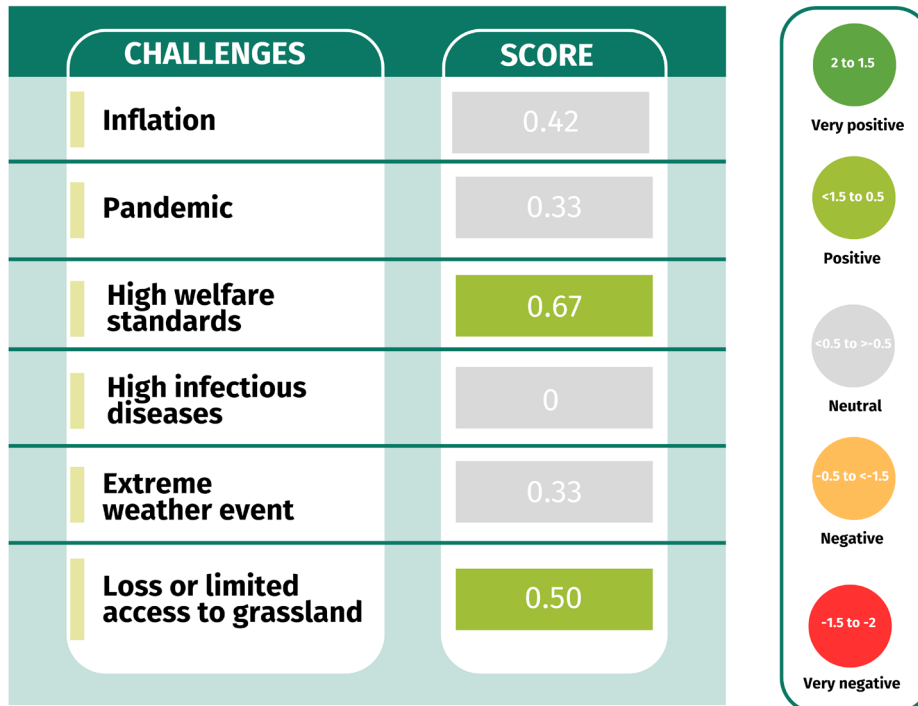 CHALLENGES
SCORE
Inflation
0.42
Pandemic
0.33
High welfare
standards
0.67
High infectious
diseases
0
Extreme
weather event
0.33
Loss or limited
access to grassland
0.50
2 to 1.5
Very positive
<1.5 to 0.5
Positive
<0.5 to >-0.5
Neutral
-0.5 to <-1.5
Negative
-1.5 to -2
Very negative